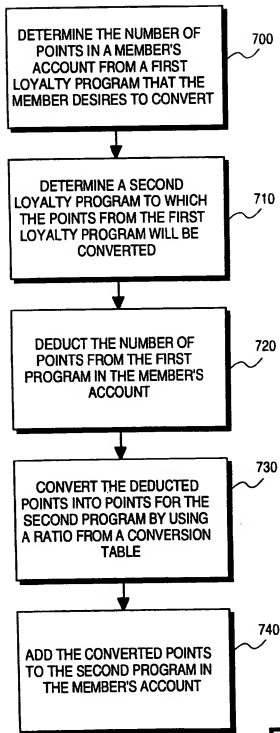 DETERMINE THE NUMBER OF
POINTS IN A MEMBER'S
ACCOUNT FROM A FIRST
LOYALTY PROGRAM THAT THE
MEMBER DESIRES TO CONVERT
700
DETERMINE A SECOND
LOYALTY PROGRAM TO WHICH
THE POINTS FROM THE FIRST
LOYALTY PROGRAM WILL BE
CONVERTED
710
DEDUCT THE NUMBER OF
POINTS FROM THE FIRST
PROGRAM IN THE MEMBER'S
ACCOUNT
720
CONVERT THE DEDUCTED
POINTS INTO POINTS FOR THE
SECOND PROGRAM BY USING
A RATIO FROM A CONVERSION
TABLE
730
ADD THE CONVERTED POINTS
TO THE SECOND PROGRAM IN
THE MEMBER'S ACCOUNT
740